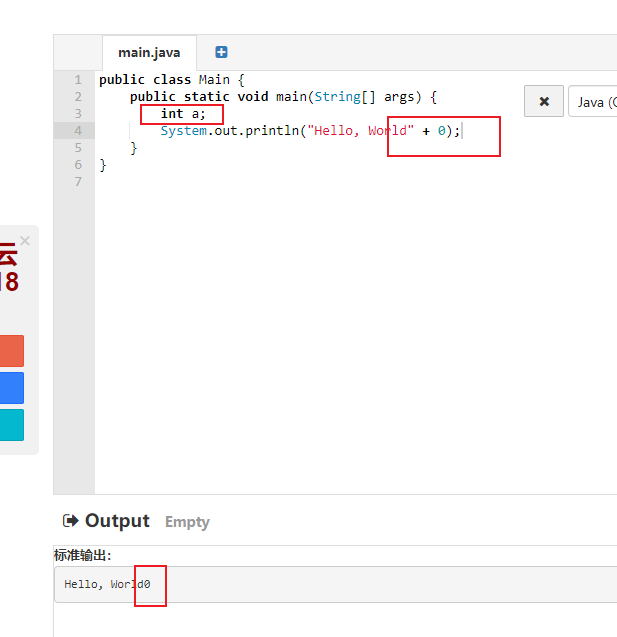 main.java
1 public class Main {
2 public static void main(String[] args) {
3 int a;
4 System.out.println("Hello, World" + 0);
5 }
6 }
7
Java (
云
18
Output Empty
标准输出:
Hello, World0